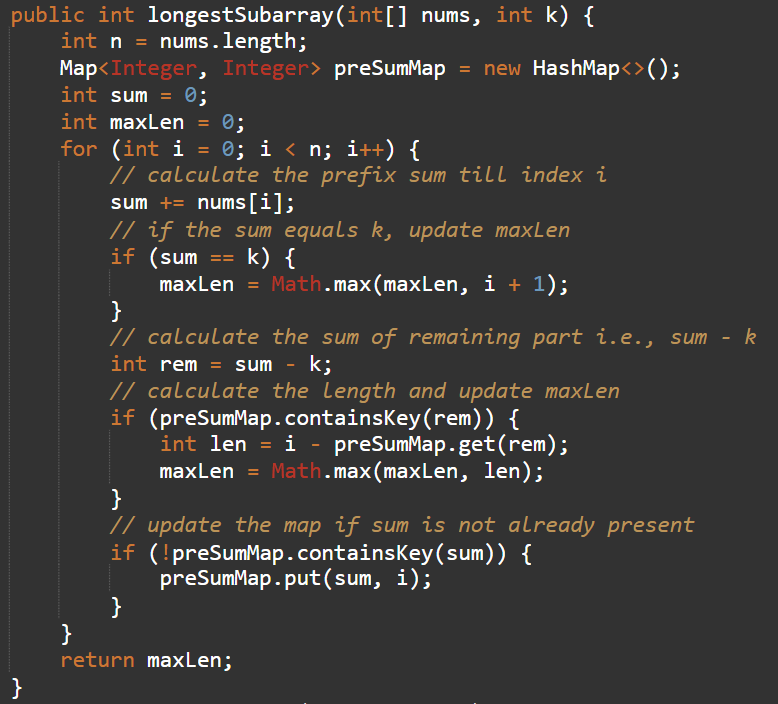 public int longestSubarray(int[] nums, int k) {
    int n = nums.length;
    Map<Integer, Integer> preSumMap = new HashMap<>();
    int sum = 0;
    int maxLen = 0;
    for (int i = 0; i < n; i++) {
        // calculate the prefix sum till index i
        sum += nums[i];
        // if the sum equals k, update maxLen
        if (sum == k) {
            maxLen = Math.max(maxLen, i + 1);
        }
        // calculate the sum of remaining part i.e., sum - k
        int rem = sum - k;
        // calculate the length and update maxLen
        if (preSumMap.containsKey(rem)) {
            int len = i - preSumMap.get(rem);
            maxLen = Math.max(maxLen, len);
        }
        // update the map if sum is not already present
        if (!preSumMap.containsKey(sum)) {
            preSumMap.put(sum, i);
        }
    }
    return maxLen;
}